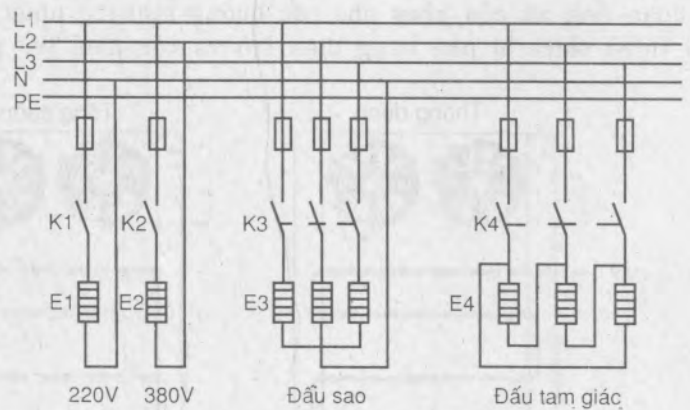 L1
L2
L3
N
PE
K1 K2 K3 K4
E1 E2 E3 E4
220V 380V Đấu sao Đấu tam giác